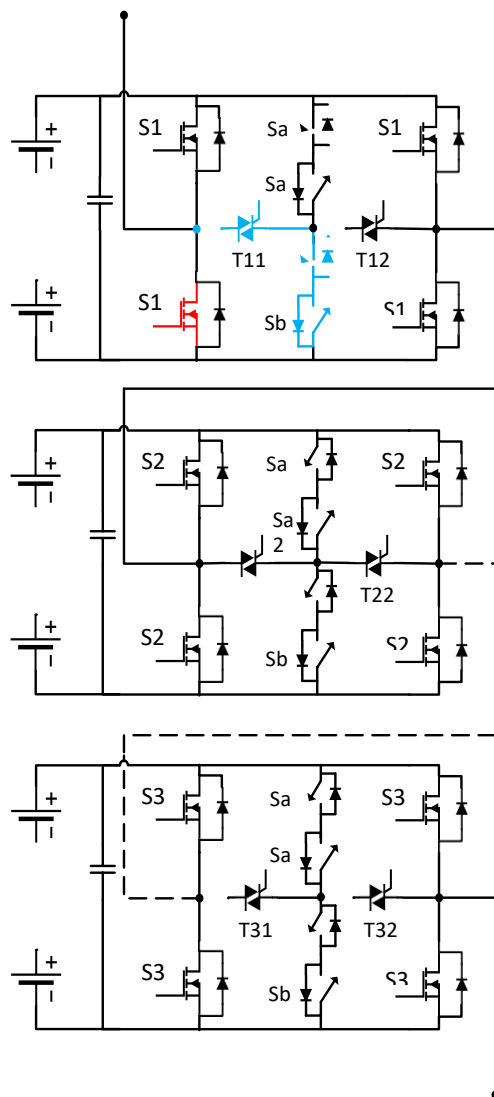 +
S1
Sa
S1
Sa
T11
T12
+
S1
Sb
S1
+
S2
Sa
S2
Sa
2
T22
+
S2
Sb
S2
+
S3
Sa
S3
Sa
T31
T32
+
S3
Sb
S3